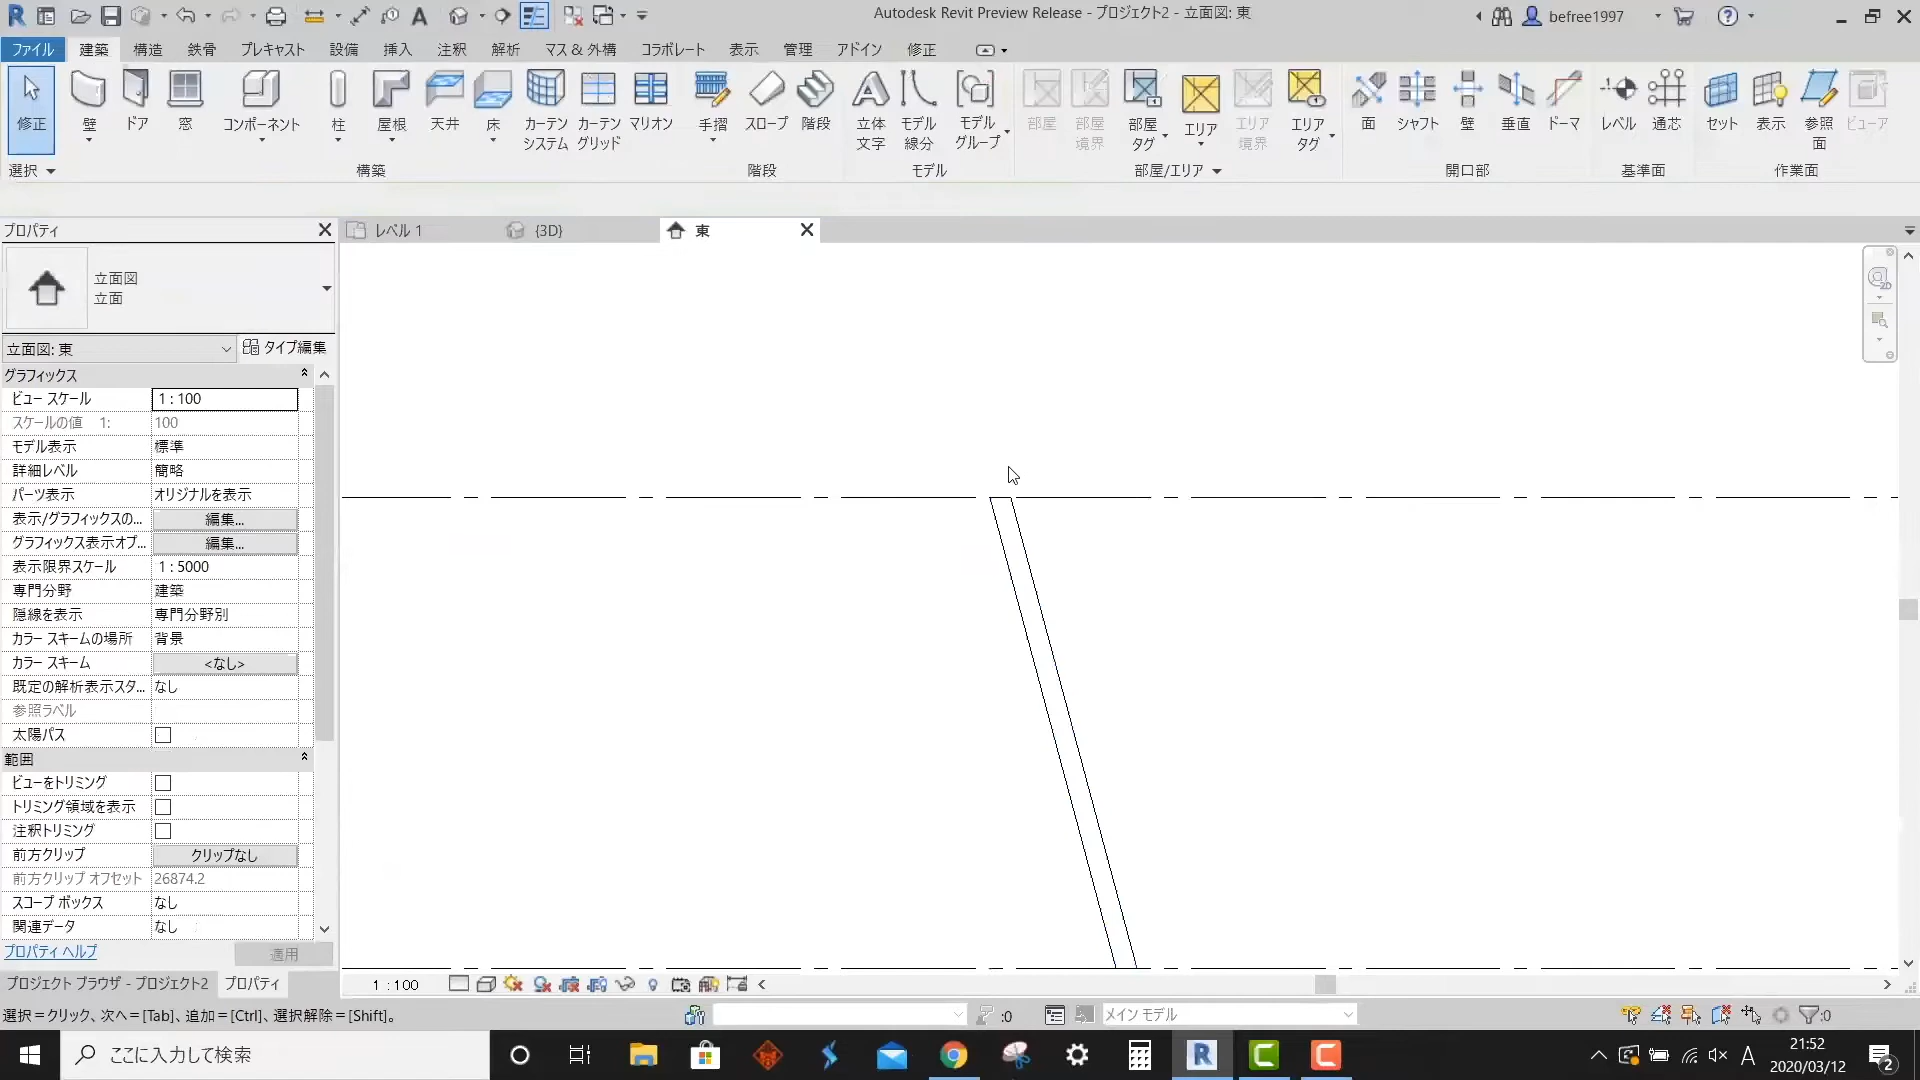 Autodesk Revit Preview Release - プロジェクト2 - 立面図: 東
befree1997
ファイル 建築 構造 鉄骨 プレキャスト 設備 挿入 注釈 解析 マス & 外構 コラボレート 表示 管理 アドイン 修正
修正 壁 ドア 窓 コンポーネント 柱 屋根 天井 床 カーテン システム カーテン グリッド マリオン 手摺 スロープ 階段 立体 文字 モデル 線分 モデル グループ 部屋 部屋 境界 部屋 タグ エリア エリア 境界 エリア タグ 面 シャフト 壁 垂直 ドーマ レベル 通芯 セット 表示 参照 面 ビューア
選択 構築 階段 モデル 部屋/エリア 開口部 基準面 作業面
プロパティ
レベル 1 {3D} 東
立面図
立面
立面図: 東 タイプ編集
グラフィックス
ビュー スケール 1 : 100
スケールの値 1: 100
モデル表示 標準
詳細レベル 簡略
パーツ表示 オリジナルを表示
表示/グラフィックスの... 編集...
グラフィックス表示オプ... 編集...
表示限界スケール 1 : 5000
専門分野 建築
隠線を表示 専門分野別
カラー スキームの場所 背景
カラー スキーム <なし>
既定の解析表示スタ... なし
参照ラベル
太陽パス
範囲
ビューをトリミング
トリミング領域を表示
注釈トリミング
前方クリップ クリップなし
前方クリップ オフセット 26874.2
スコープ ボックス なし
関連データ なし
プロパティ ヘルプ 適用
プロジェクト ブラウザ - プロジェクト2 プロパティ
1 : 100
選択＝クリック、次へ＝[Tab]、追加＝[Ctrl]、選択解除＝[Shift]。
:0
メイン モデル
:0
ここに入力して検索
A
21:52
2020/03/12
2